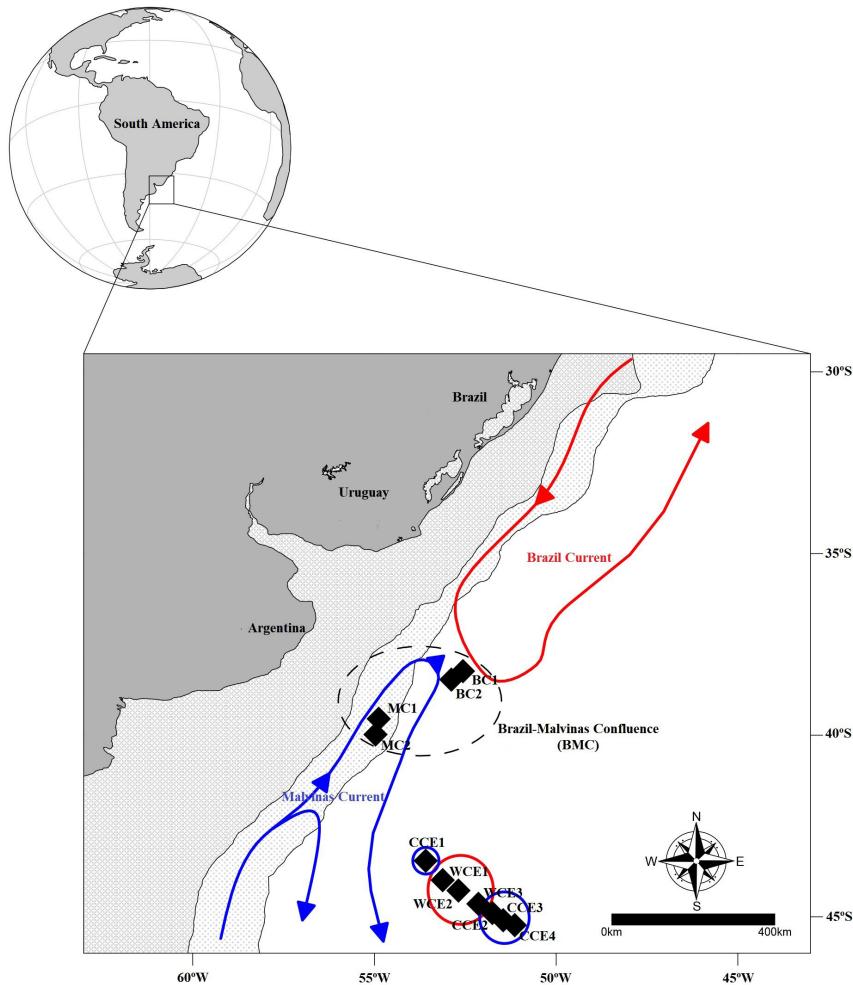 South America
Brazil
30ºS
Uruguay
Brazil Current
35ºS
Argentina
BC1
BC2
MC1
MC2
Brazil-Malvinas Confluence
(BMC)
40ºS
Malvinas Current
CCE1
WCE1
WCE2
WCE3
CCE3
CCE2
CCE4
N
W
E
S
0km
400km
45ºS
60ºW
55ºW
50ºW
45ºW